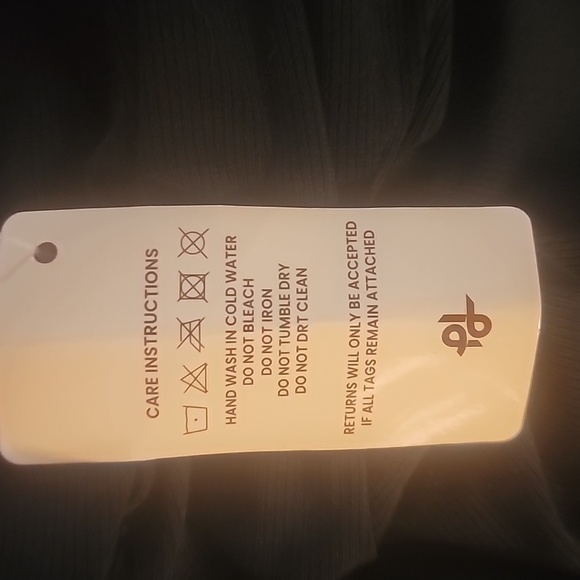 CARE INSTRUCTIONS
HAND WASH IN COLD WATER
DO NOT BLEACH
DO NOT IRON
DO NOT TUMBLE DRY
DO NOT DRT CLEAN
RETURNS WILL ONLY BE ACCEPTED
IF ALL TAGS REMAIN ATTACHED